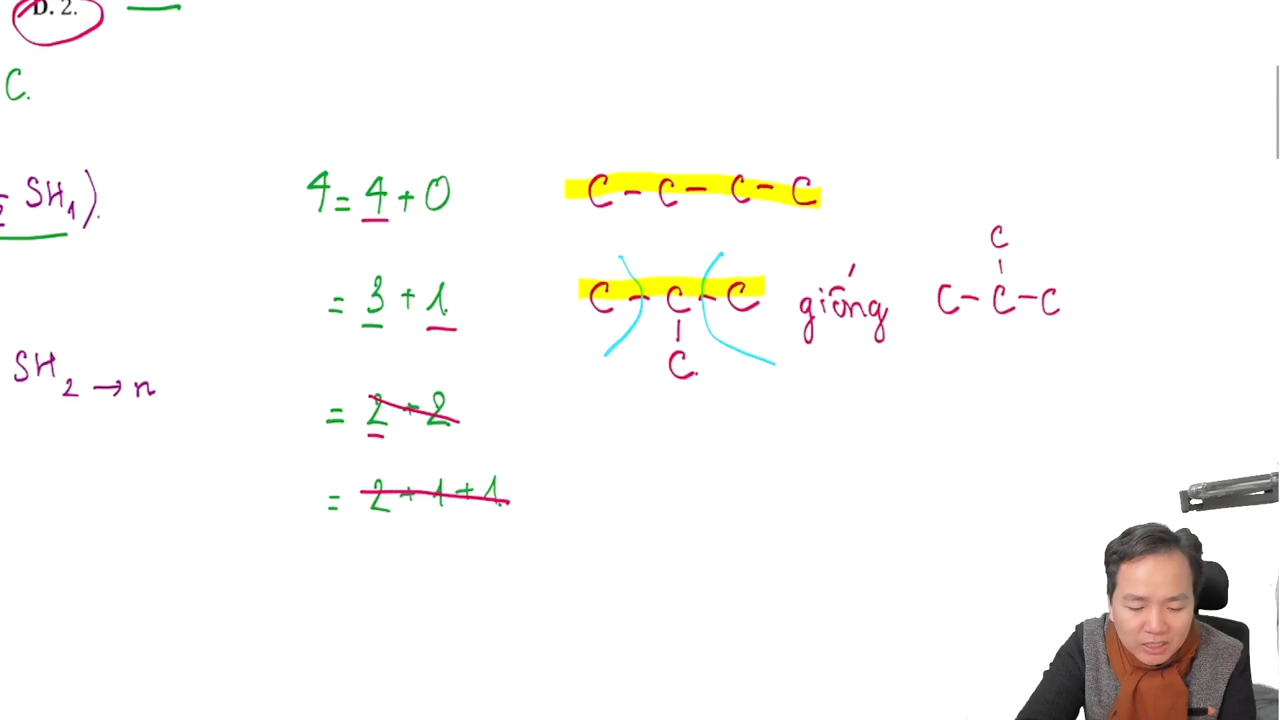 D. 2.
C.
SH₁).
SH₂ → n
4 = 4 + 0
= 3 + 1.
= 2 + 2
= 2 + 1 + 1.
C - C - C - C
C - C - C
|
C.
giống
C
|
C - C - C